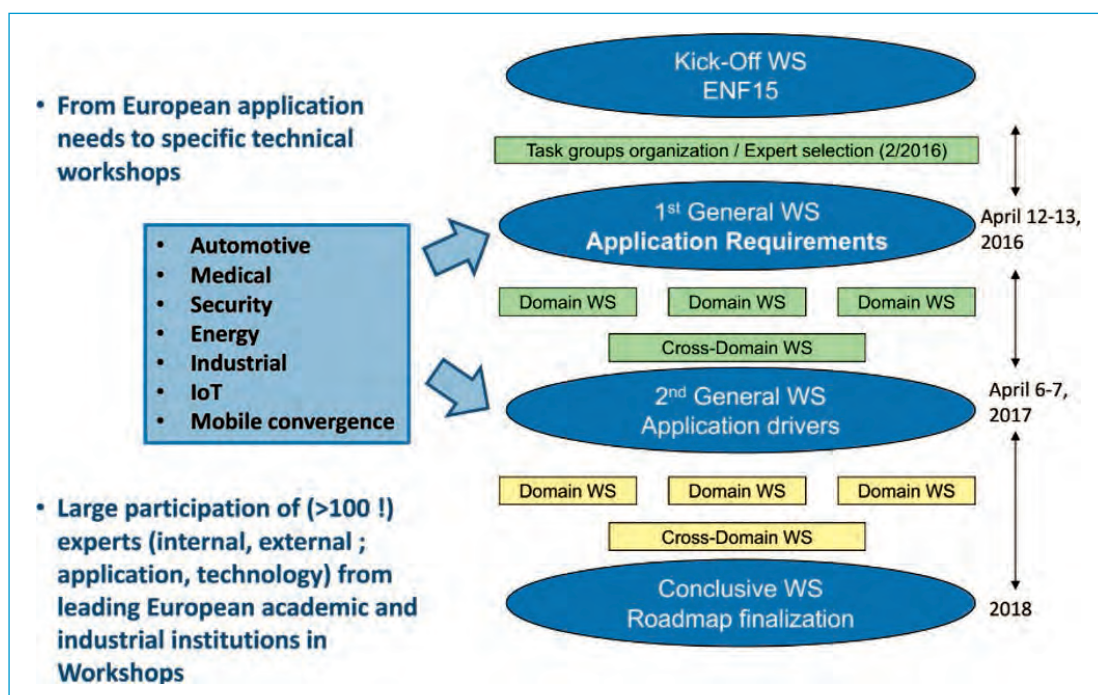 • From European application
needs to specific technical
workshops
• Automotive
• Medical
• Security
• Energy
• Industrial
• IoT
• Mobile convergence
• Large participation of (>100 !)
experts (internal, external ;
application, technology) from
leading European academic and
industrial institutions in
Workshops
Kick-Off WS
ENF15
Task groups organization / Expert selection (2/2016)
1st General WS
Application Requirements
April 12-13,
2016
Domain WS
Domain WS
Domain WS
Cross-Domain WS
2nd General WS
Application drivers
April 6-7,
2017
Domain WS
Domain WS
Domain WS
Cross-Domain WS
Conclusive WS
Roadmap finalization
2018